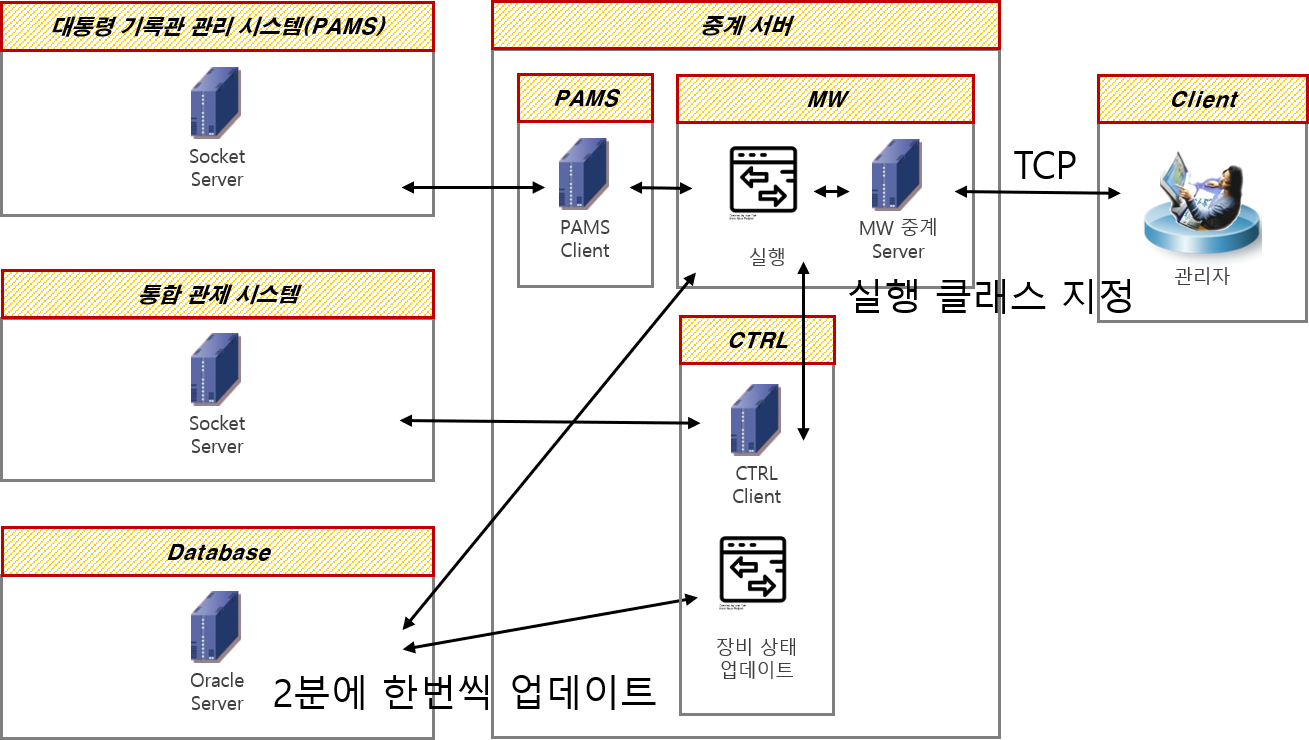 대통령 기록관 관리 시스템(PAMS)
Socket
Server
통합 관제 시스템
Socket
Server
Database
Oracle
Server
2분에 한번씩 업데이트
중계 서버
PAMS
PAMS
Client
MW
실행
MW 중계
Server
실행 클래스 지정
CTRL
CTRL
Client
장비 상태
업데이트
TCP
Client
관리자